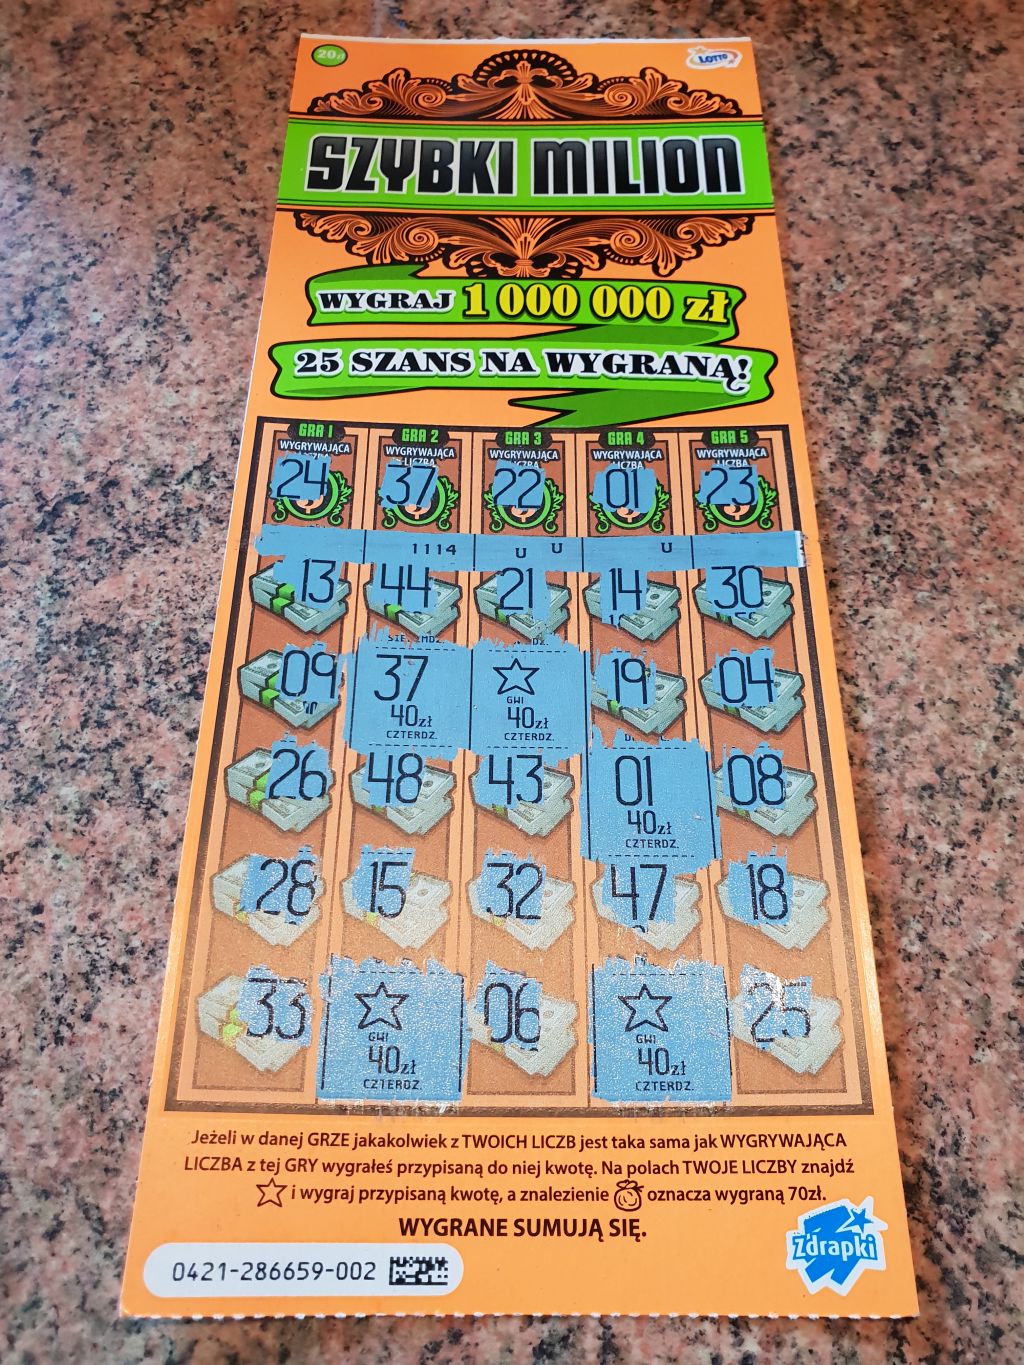 20zł LOTTO
SZYBKI MILION
WYGRAJ 1 000 000 zł
25 SZANS NA WYGRANĄ!
GRA 1 GRA 2 GRA 3 GRA 4 GRA 5
WYGRYWAJĄCA WYGRYWAJĄCA WYGRYWAJĄCA WYGRYWAJĄCA WYGRYWAJĄCA
LICZBA LICZBA LICZBA LICZBA
24 37 22 01 23
1114 U U U
13 44 21 14 30
09 37 19 04
GWI
40zł 40zł
CZTERDZ. CZTERDZ.
26 48 43 01 08
40zł
CZTERDZ.
28 15 32 47 18
33 06 25
GWI GWI
40zł 40zł
CZTERDZ. CZTERDZ.
Jeżeli w danej GRZE jakakolwiek z TWOICH LICZB jest taka sama jak WYGRYWAJĄCA
LICZBA z tej GRY wygrałeś przypisaną do niej kwotę. Na polach TWOJE LICZBY znajdź
i wygraj przypisaną kwotę, a znalezienie oznacza wygraną 70zł.
WYGRANE SUMUJĄ SIĘ.
Zdrapki
0421-286659-002